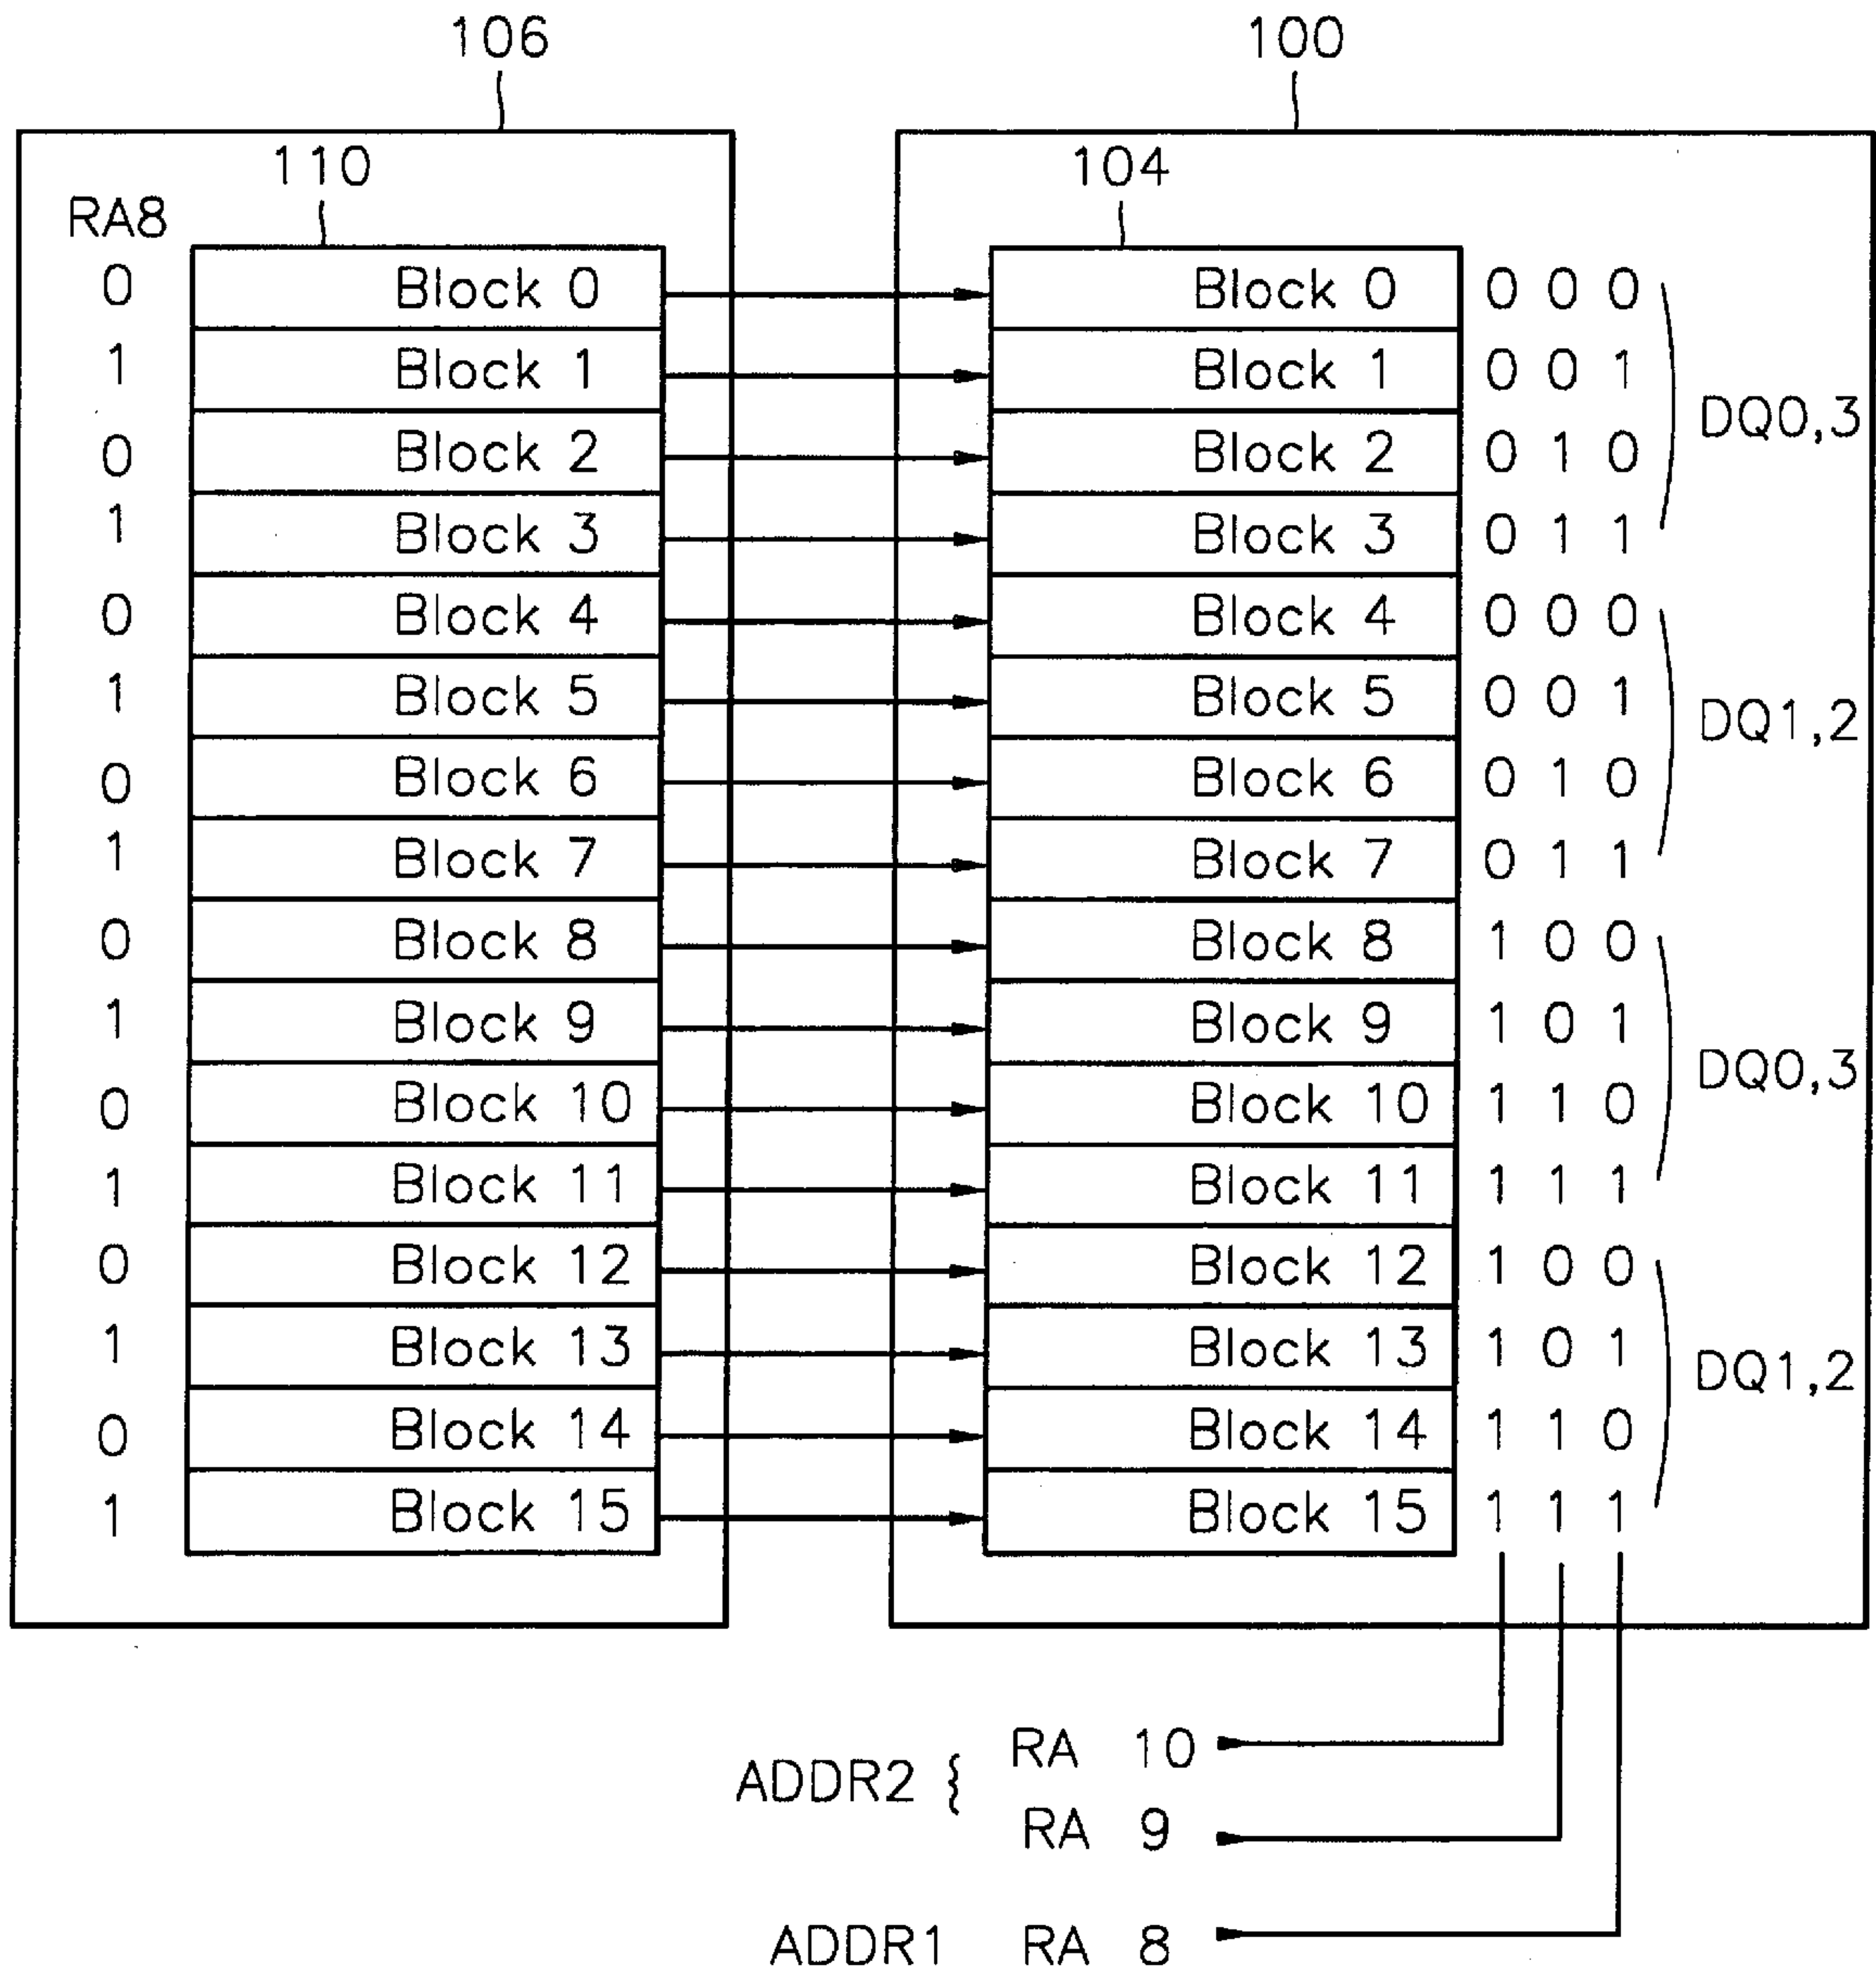 106 100
110 104
RA8
0 Block 0 Block 0 0 0 0
1 Block 1 Block 1 0 0 1
DQ0,3
0 Block 2 Block 2 0 1 0
1 Block 3 Block 3 0 1 1
0 Block 4 Block 4 0 0 0
1 Block 5 Block 5 0 0 1
DQ1,2
0 Block 6 Block 6 0 1 0
1 Block 7 Block 7 0 1 1
0 Block 8 Block 8 1 0 0
1 Block 9 Block 9 1 0 1
DQ0,3
0 Block 10 Block 10 1 1 0
1 Block 11 Block 11 1 1 1
0 Block 12 Block 12 1 0 0
1 Block 13 Block 13 1 0 1
DQ1,2
0 Block 14 Block 14 1 1 0
1 Block 15 Block 15 1 1 1
RA 10
ADDR2 {
RA 9
ADDR1 RA 8